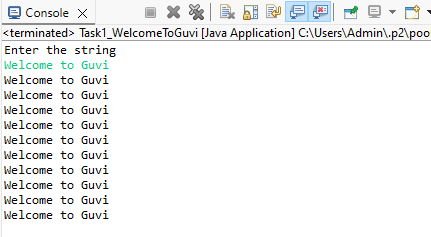 Console
<terminated> Task1_WelcomeToGuvi [Java Application] C:\Users\Admin\.p2\poo
Enter the string
Welcome to Guvi
Welcome to Guvi
Welcome to Guvi
Welcome to Guvi
Welcome to Guvi
Welcome to Guvi
Welcome to Guvi
Welcome to Guvi
Welcome to Guvi
Welcome to Guvi
Welcome to Guvi